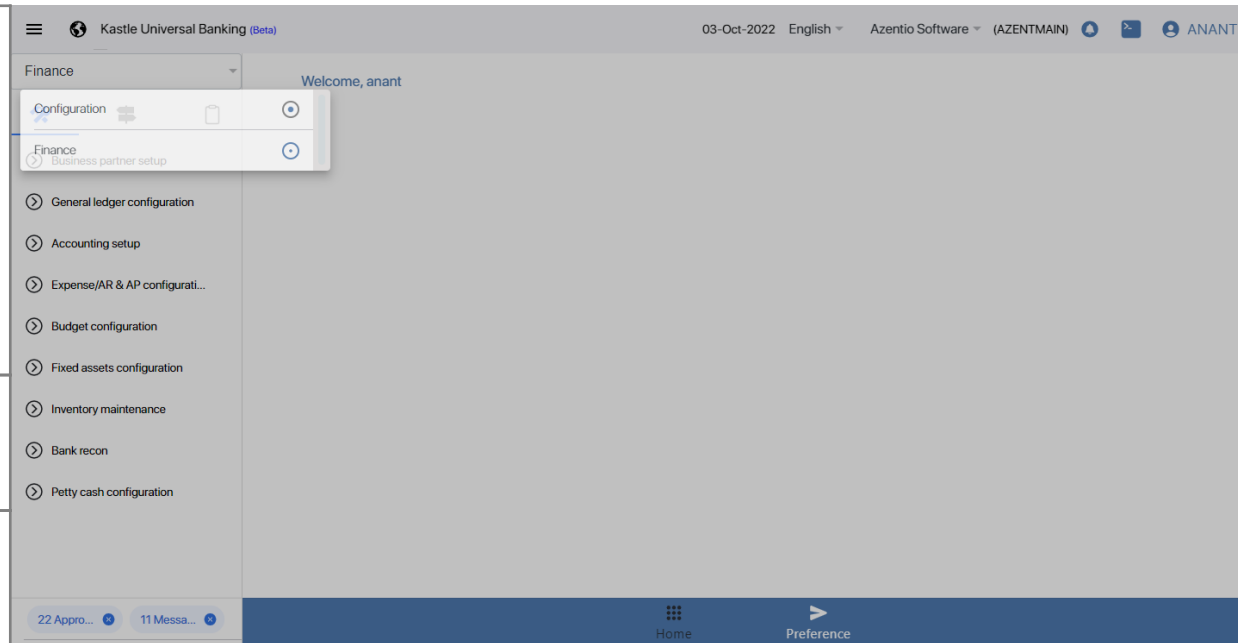 Kastle Universal Banking (Beta)
03-Oct-2022 English Azentio Software (AZENTMAIN) ANANT
Finance
Welcome, anant
Configuration
Finance
Business partner setup
General ledger configuration
Accounting setup
Expense/AR & AP configurati...
Budget configuration
Fixed assets configuration
Inventory maintenance
Bank recon
Petty cash configuration
22 Appro... 11 Messa...
Home Preference